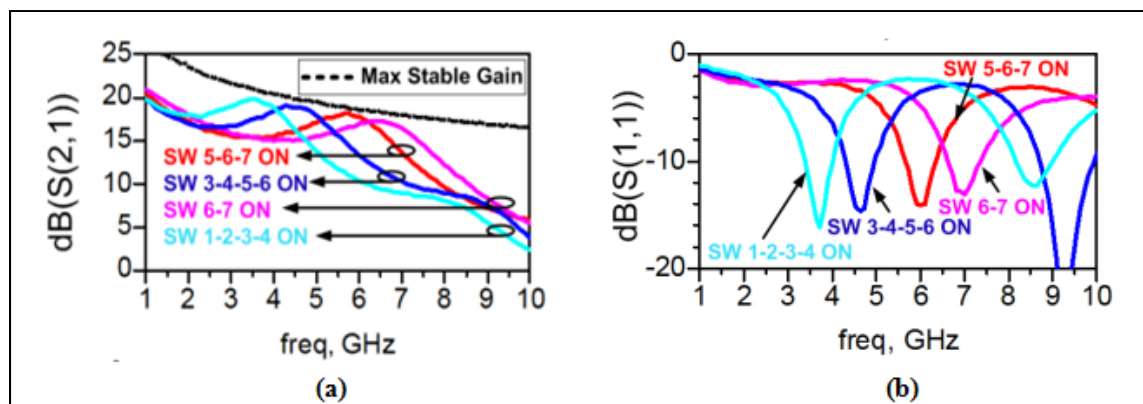 25
20
15
10
5
0
dB(S(2,1))
Max Stable Gain
SW 5-6-7 ON
SW 3-4-5-6 ON
SW 6-7 ON
SW 1-2-3-4 ON
1 2 3 4 5 6 7 8 9 10
freq, GHz
(a)
0
-10
-20
dB(S(1,1))
SW 5-6-7 ON
SW 6-7 ON
SW 3-4-5-6 ON
SW 1-2-3-4 ON
1 2 3 4 5 6 7 8 9 10
freq, GHz
(b)